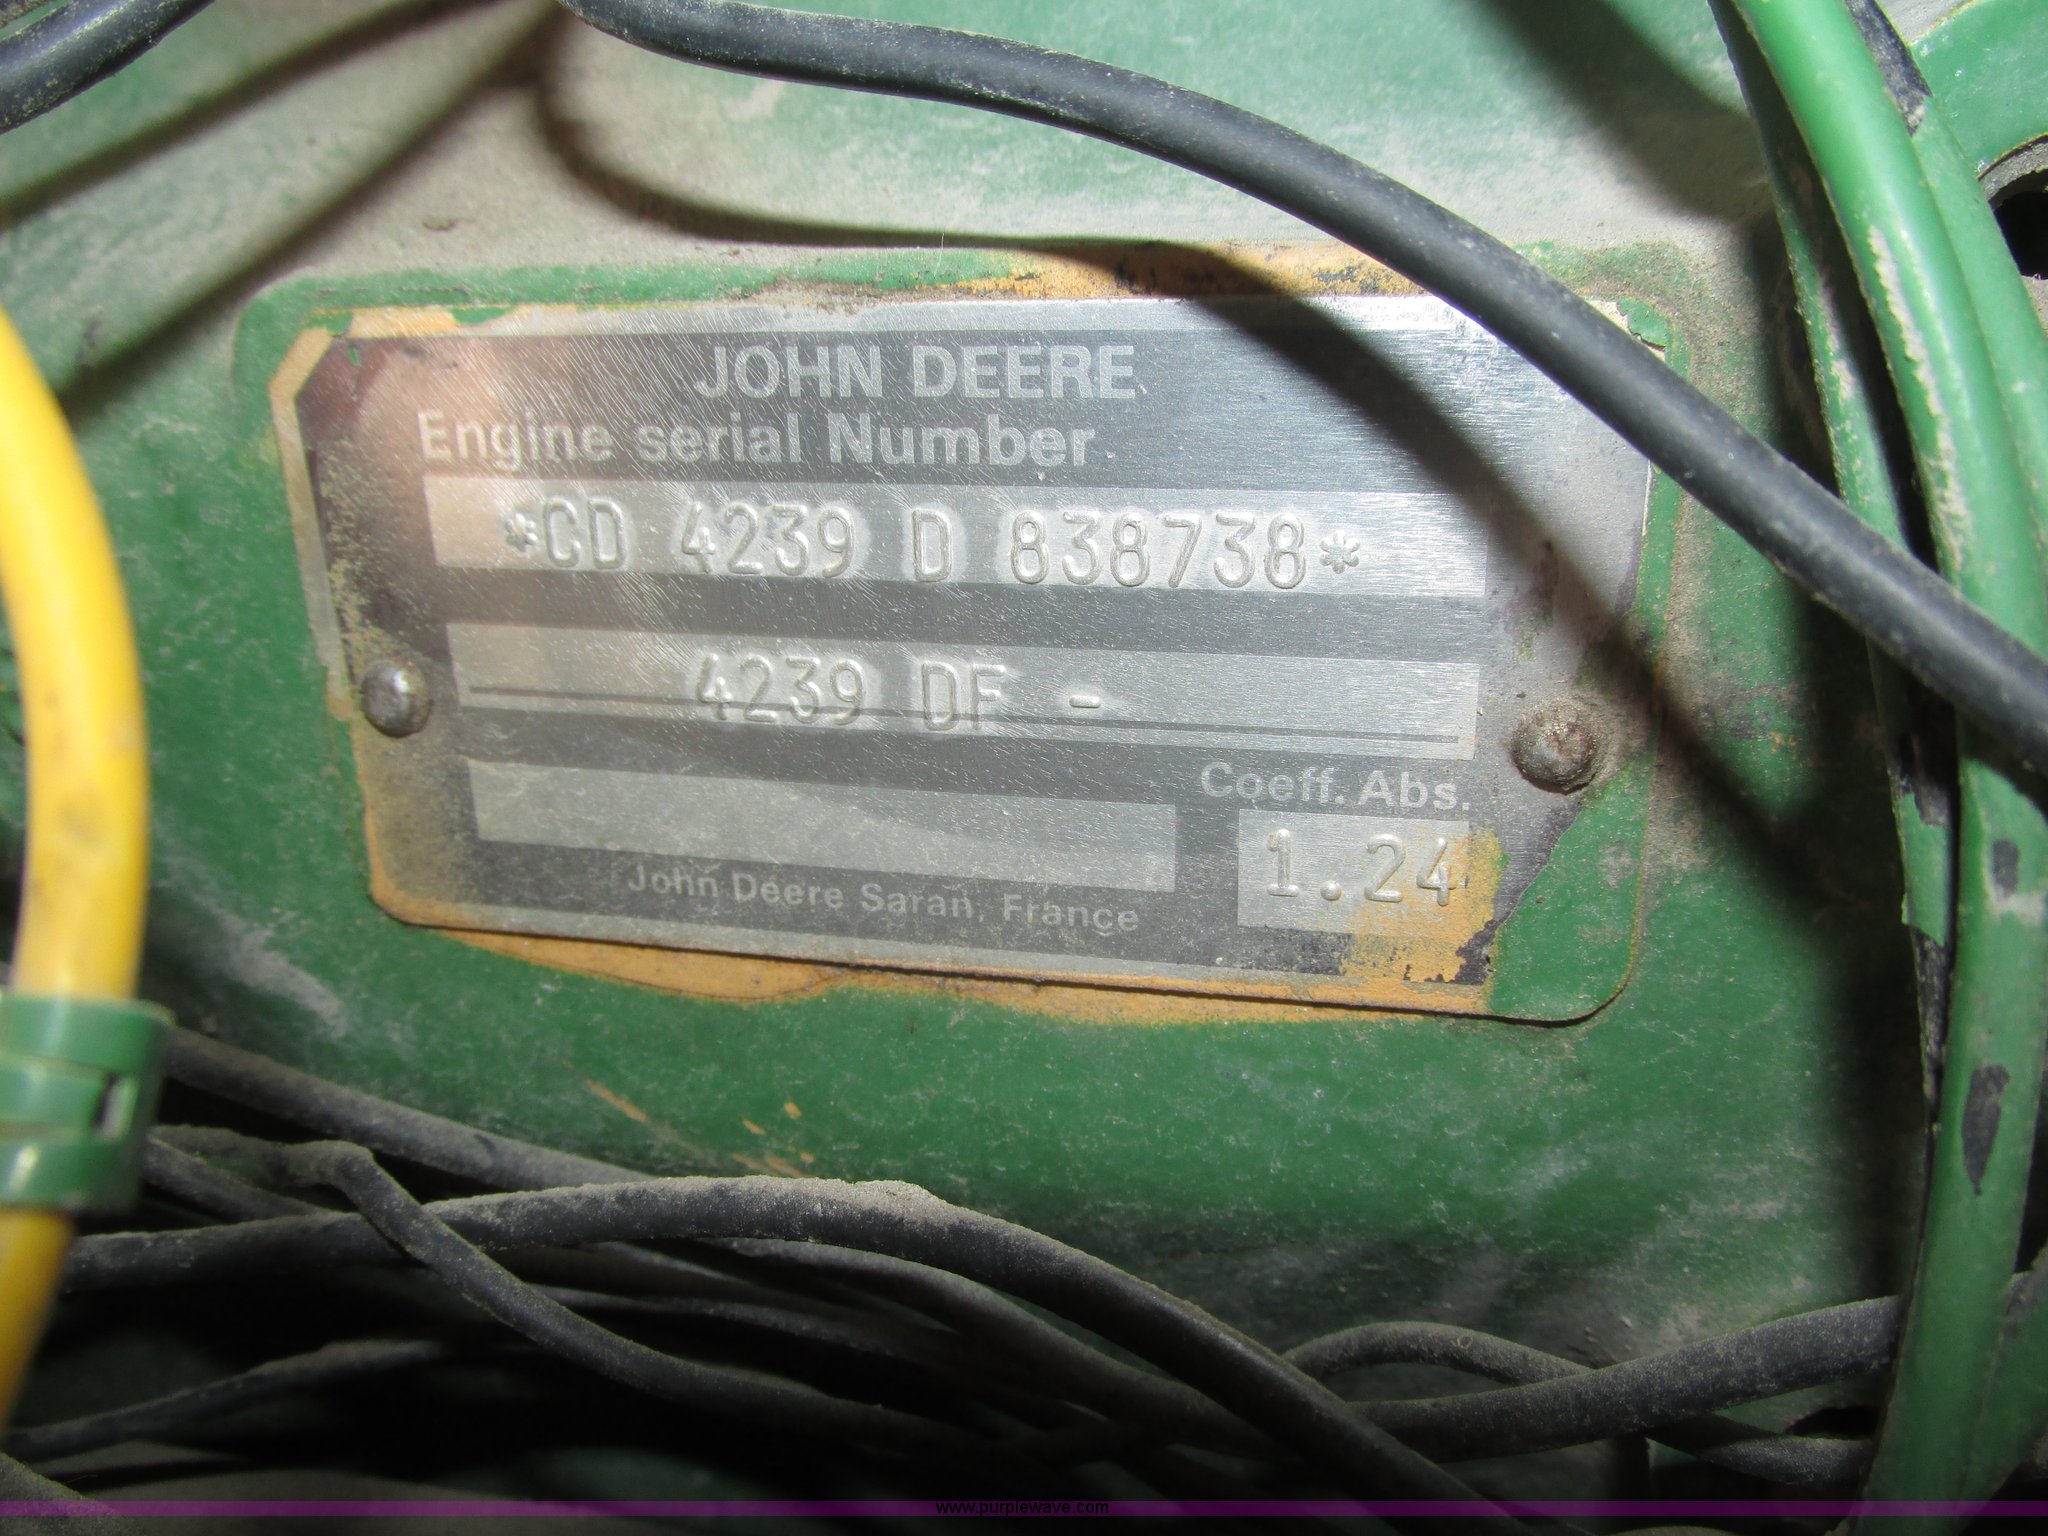 JOHN DEERE
Engine serial Number
*CD 4239 D 838738*
4239 DF -
Coeff. Abs.
1.24
John Deere Saran, France
www.purplewave.com